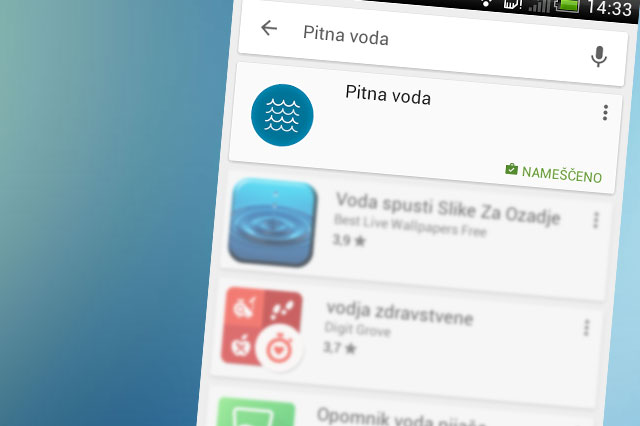 14:33
Pitna voda
Pitna voda
NAMEŠČENO
Voda spusti Slike Za Ozadje
Best Live Wallpapers Free
3,9 ★
vodja zdravstvene
Digit Grove
3,7 ★
Opomnik voda pijačo